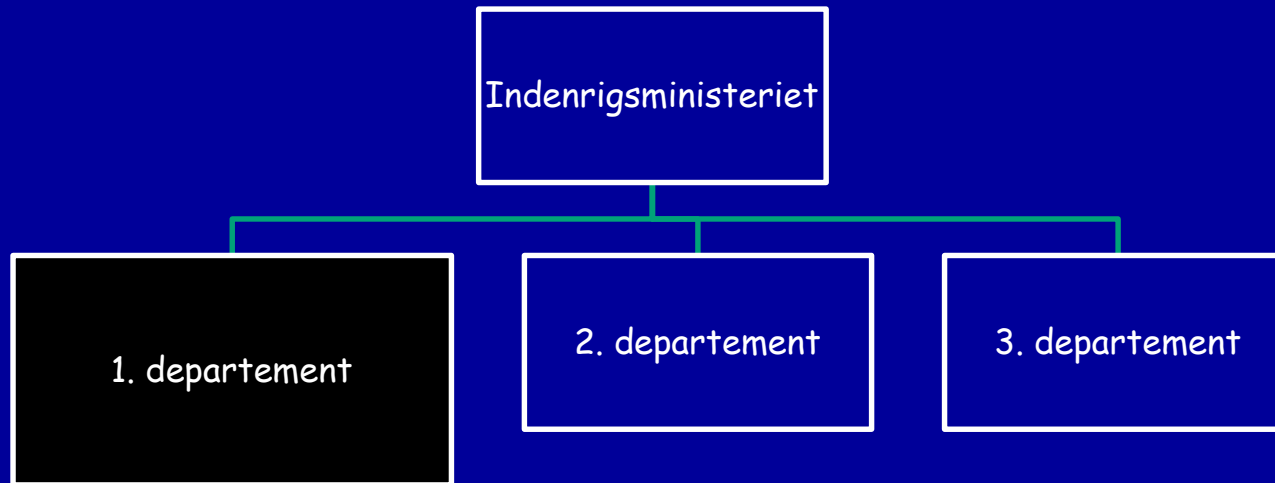 Indenrigsministeriet
1. departement
2. departement
3. departement